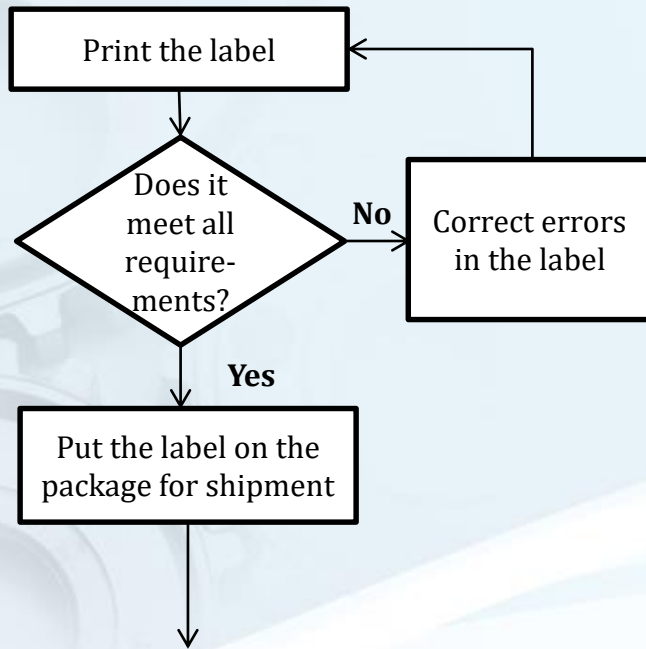 Print the label
Does it
meet all
require-
ments?
No
Correct errors
in the label
Yes
Put the label on the
package for shipment